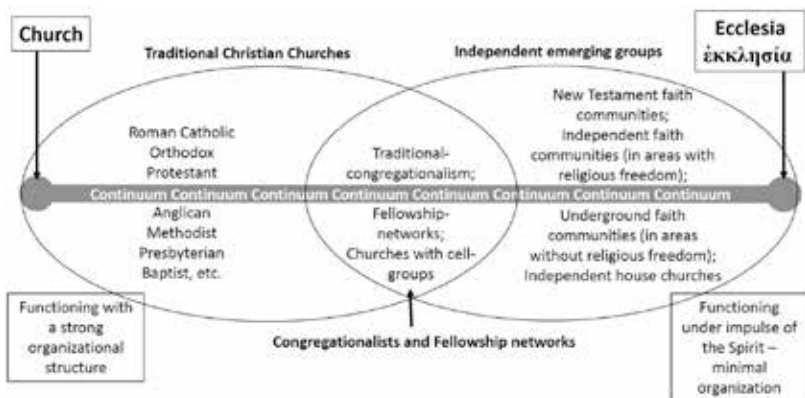 Church
Traditional Christian Churches
Independent emerging groups
Ecclesia
ἐκκλησία
Roman Catholic
Orthodox
Protestant
Traditional-
congregationalism;
New Testament faith
communities;
Independent faith
communities (in areas with
religious freedom);
Continuum Continuum Continuum Continuum Continuum Continuum Continuum Continuum
Anglican
Methodist
Presbyterian
Baptist, etc.
Fellowship-
networks;
Churches with cell-
groups
Underground faith
communities (in areas
without religious freedom);
Independent house churches
Functioning with
a strong
organizational
structure
Congregationalists and Fellowship networks
Functioning
under impulse of
the Spirit –
minimal
organization